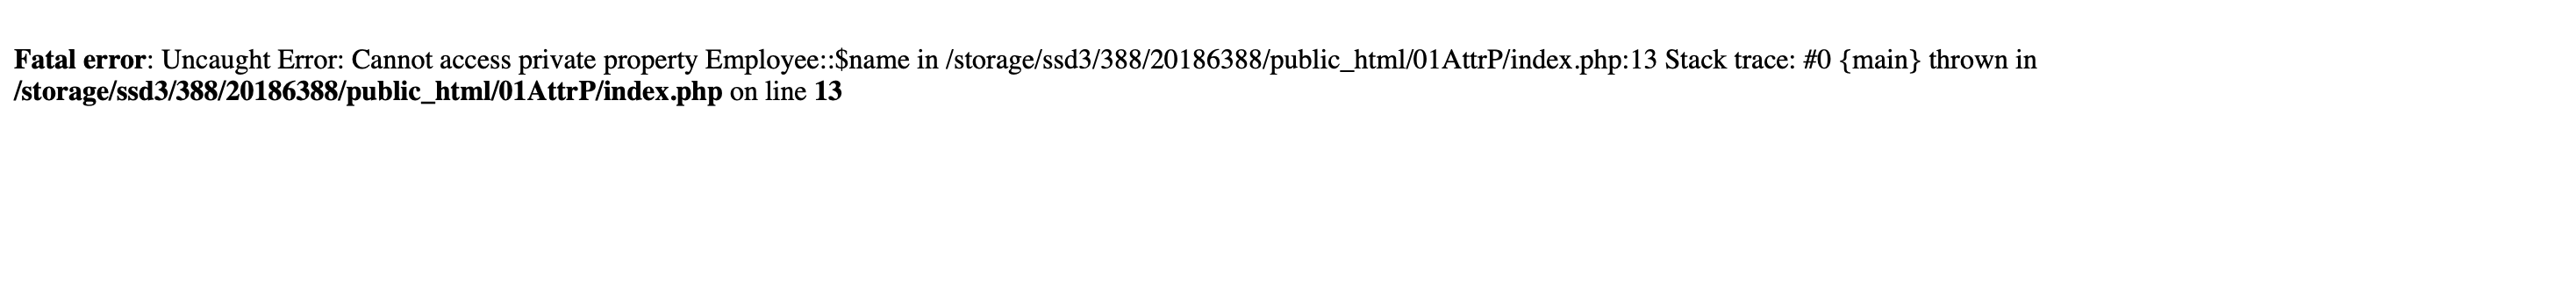 Fatal error: Uncaught Error: Cannot access private property Employee::$name in /storage/ssd3/388/20186388/public_html/01AttrP/index.php:13 Stack trace: #0 {main} thrown in
/storage/ssd3/388/20186388/public_html/01AttrP/index.php on line 13